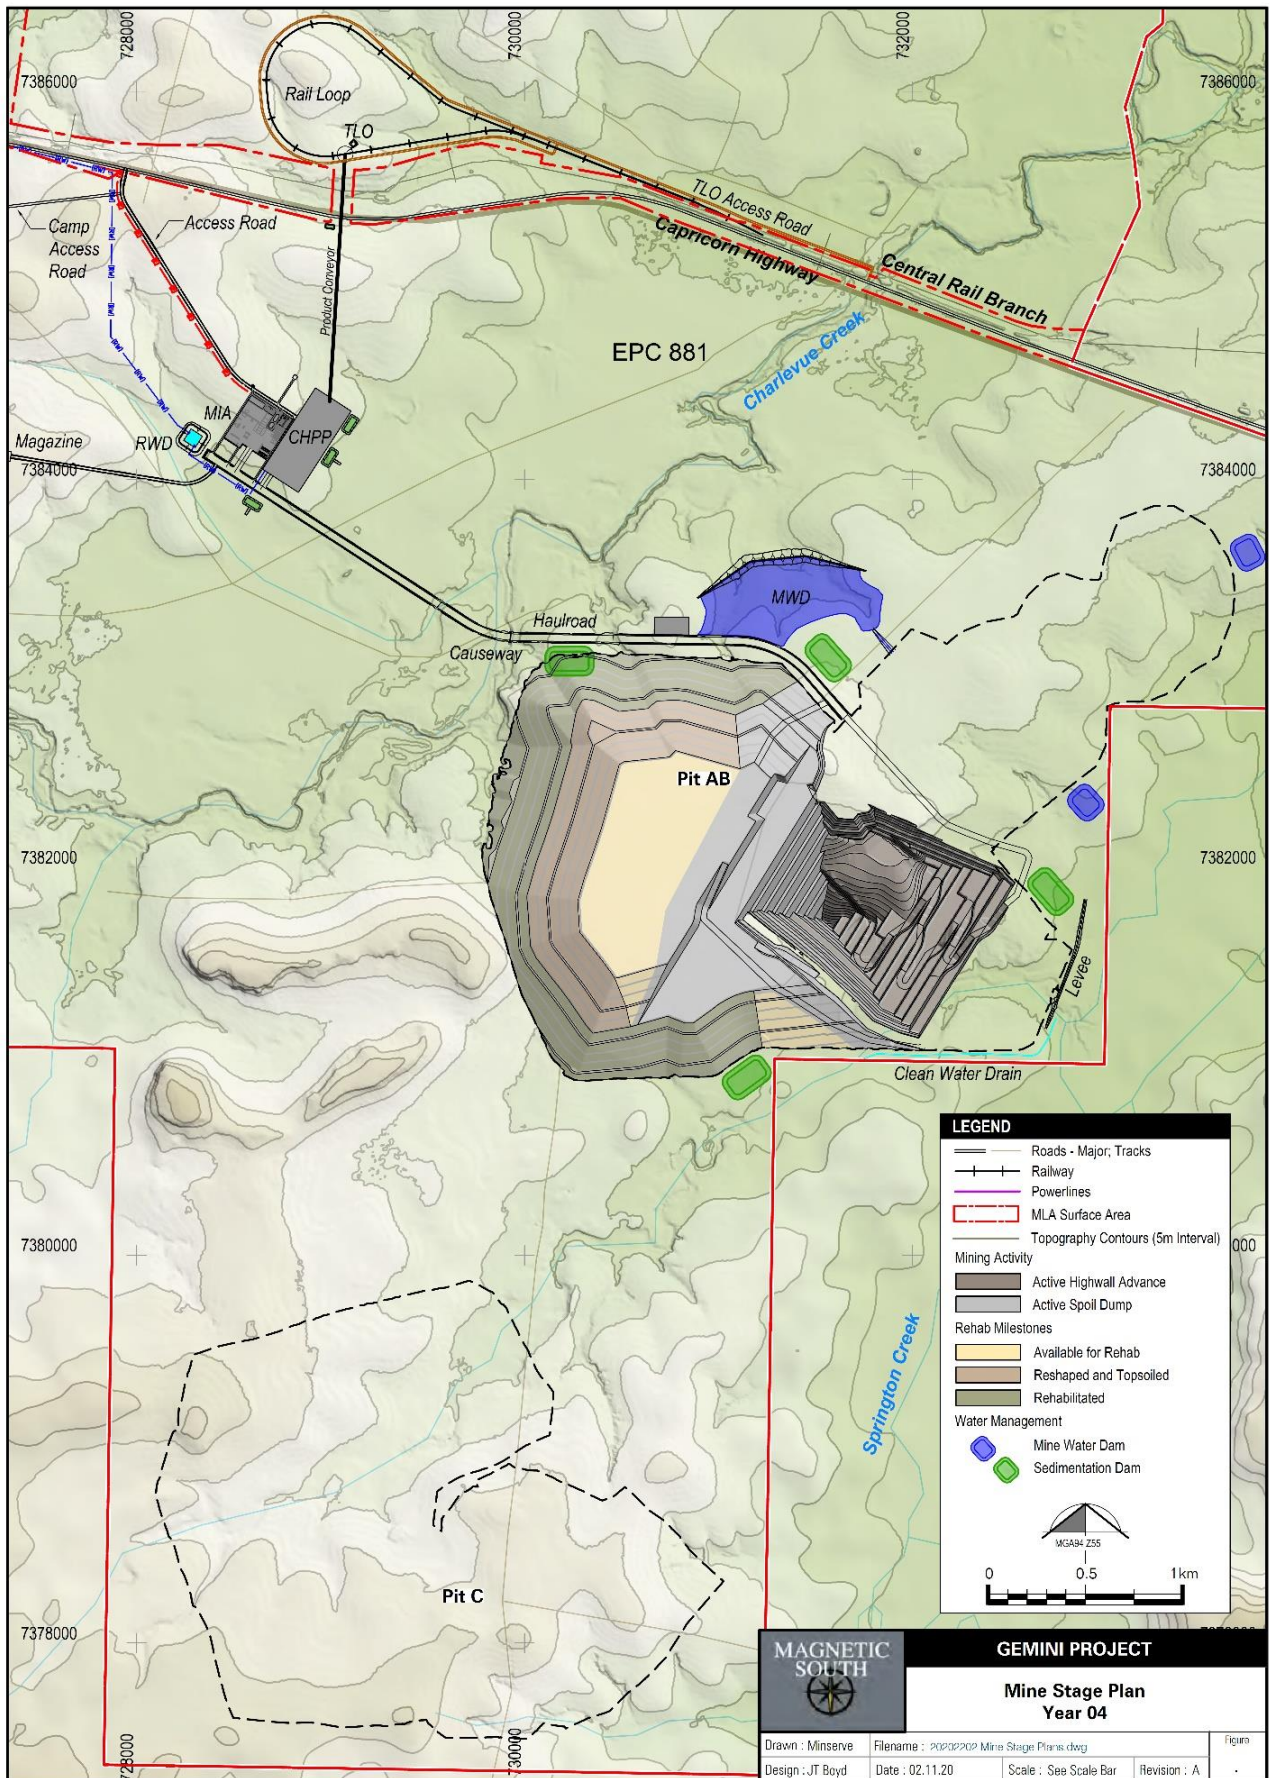 728000
730000
732000
7386000
7386000
Rail Loop
TLO
TLO Access Road
Camp
Access
Road
Access Road
Capricorn Highway
Central Rail Branch
Product Conveyor
EPC 881
Charlevue Creek
MIA
CHPP
RWD
Magazine
7384000
7384000
MWD
Haulroad
Causeway
Pit AB
7382000
7382000
Levee
Clean Water Drain
LEGEND
Roads - Major; Tracks
Railway
Powerlines
MLA Surface Area
Topography Contours (5m Interval)
Mining Activity
Active Highwall Advance
Active Spoil Dump
Rehab Milestones
Available for Rehab
Reshaped and Topsoiled
Rehabilitated
Water Management
Mine Water Dam
Sedimentation Dam
MGA94 Z55
0 0.5 1km
7380000
Springton Creek
Pit C
7378000
728000
730000
MAGNETIC
SOUTH
GEMINI PROJECT
Mine Stage Plan
Year 04
Drawn : Minserve
Filename : 20202202 Mine Stage Plans.dwg
Figure
Design : JT Boyd
Date : 02.11.20
Scale : See Scale Bar
Revision : A
-